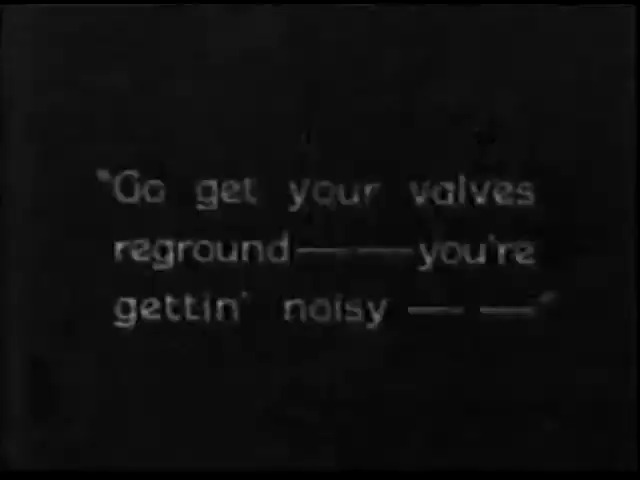 "Go get your valves
reground — — you're
gettin' noisy — —"